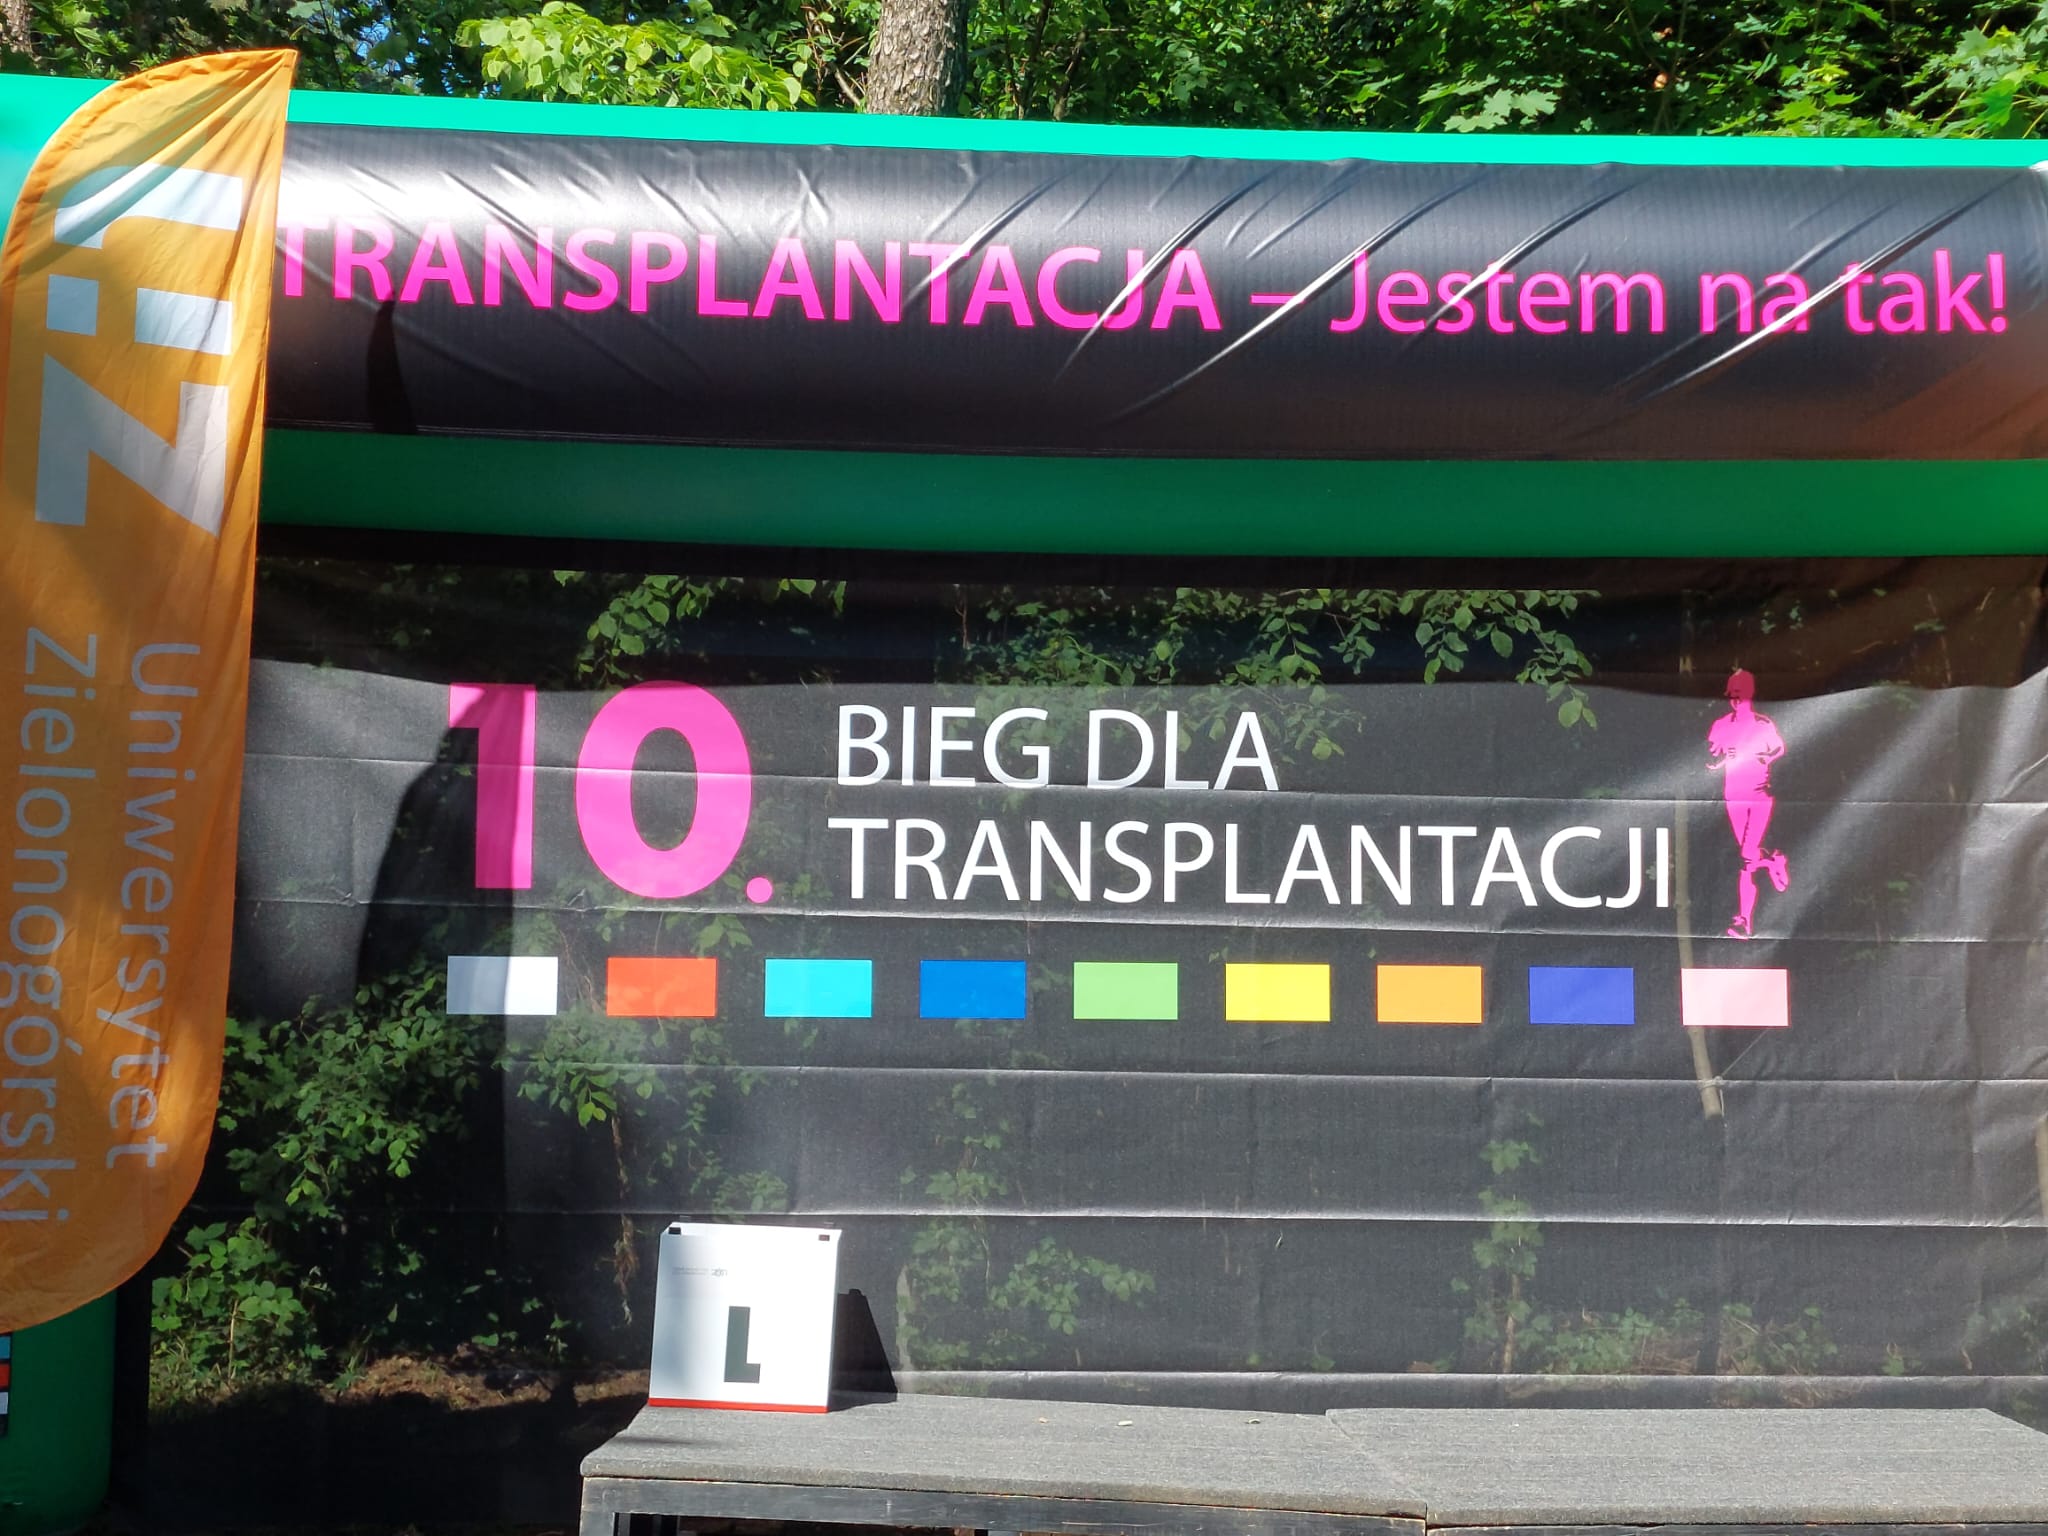 TRANSPLANTACJA – Jestem na tak!
UZ
Uniwersytet
Zielonogórski
10.
BIEG DLA
TRANSPLANTACJI
L